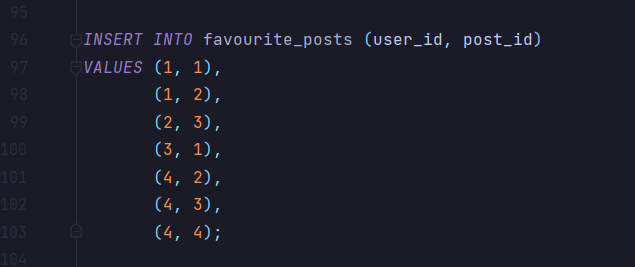 95
96 INSERT INTO favourite_posts (user_id, post_id)
97 VALUES (1, 1),
98 (1, 2),
99 (2, 3),
100 (3, 1),
101 (4, 2),
102 (4, 3),
103 (4, 4);
104